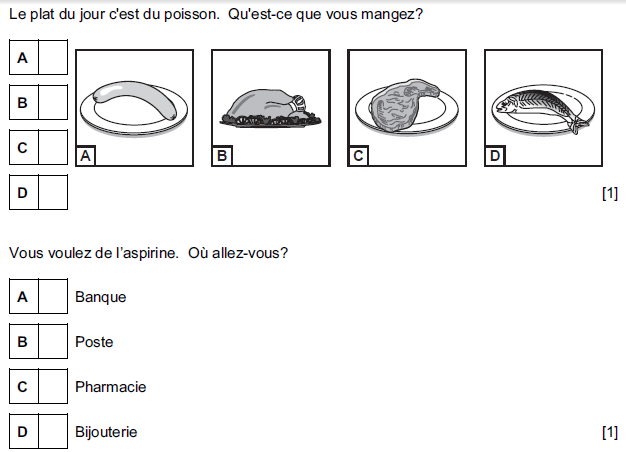 Le plat du jour c'est du poisson. Qu'est-ce que vous mangez?
A
B
C
D
A B C D
[1]
Vous voulez de l'aspirine. Où allez-vous?
A Banque
B Poste
C Pharmacie
D Bijouterie
[1]